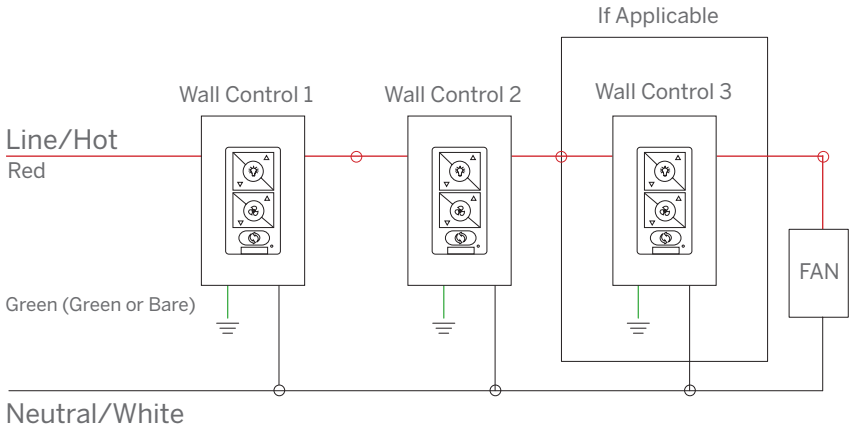 If Applicable
Wall Control 1
Wall Control 2
Wall Control 3
Line/Hot
Red
FAN
Green (Green or Bare)
Neutral/White